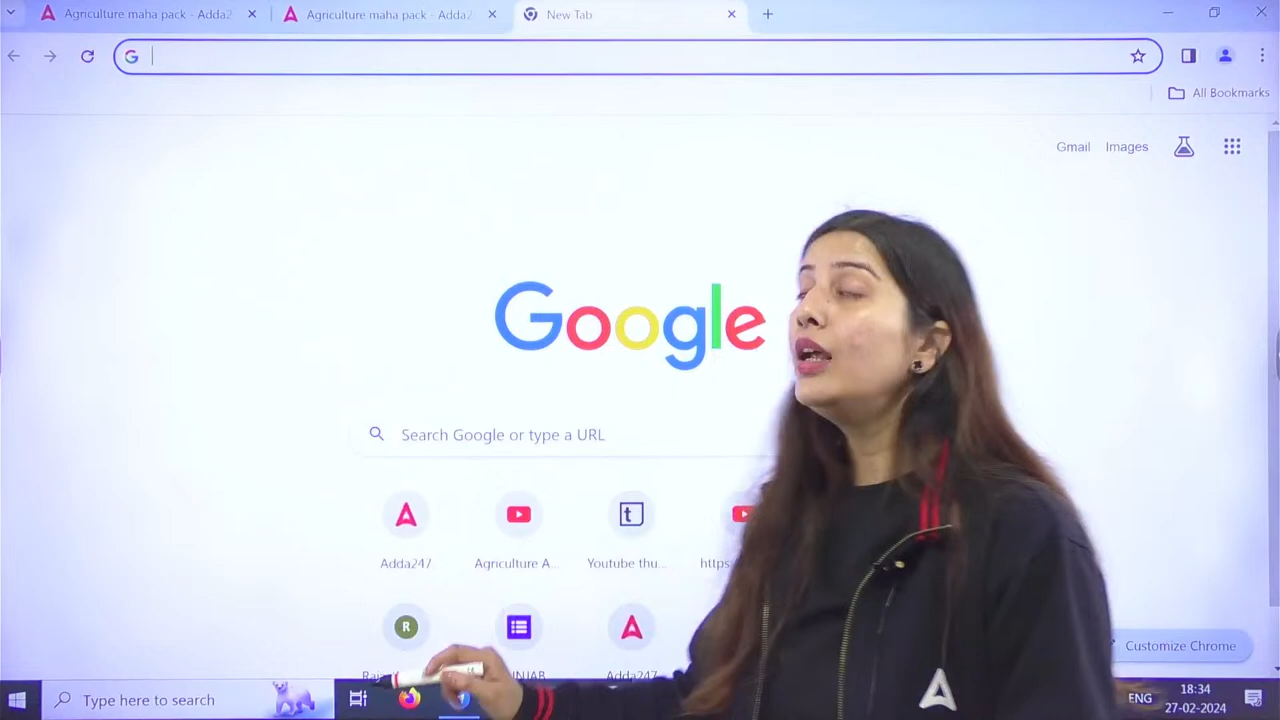 Agriculture maha pack - Adda2
Agriculture maha pack - Adda2
New Tab
All Bookmarks
Gmail
Images
Google
Search Google or type a URL
Adda247
Agriculture A...
Youtube thu...
https
R
Adda247
Customize Chrome
Type here to search
ENG
18:34
27-02-2024